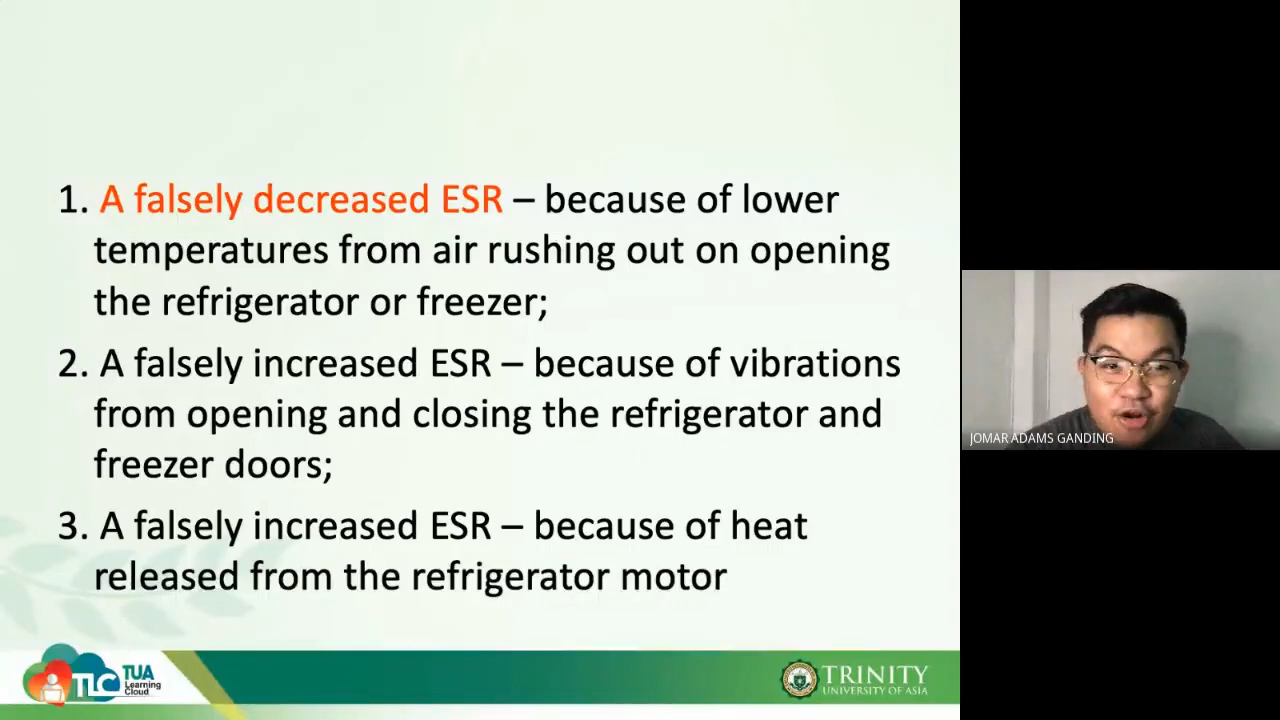 1. A falsely decreased ESR – because of lower
temperatures from air rushing out on opening
the refrigerator or freezer;
2. A falsely increased ESR – because of vibrations
from opening and closing the refrigerator and
freezer doors;
3. A falsely increased ESR – because of heat
released from the refrigerator motor
JOMAR ADAMS GANDING
TLC
TUA
Learning
Cloud
TRINITY
UNIVERSITY OF ASIA